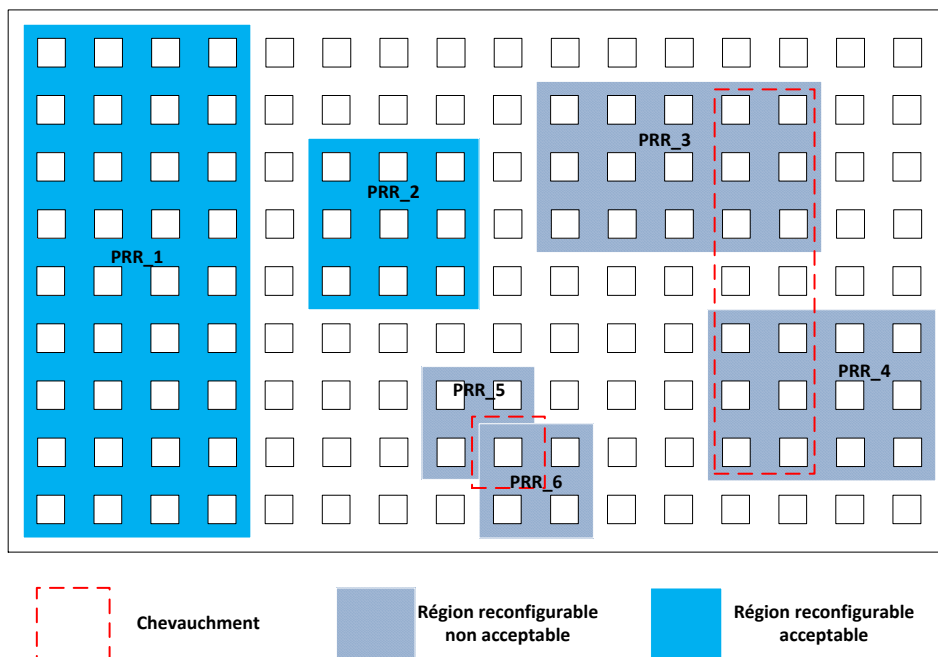 PRR_3
PRR_2
PRR_1
PRR_4
PRR_5
PRR_6
Chevauchment
Région reconfigurable
non acceptable
Région reconfigurable
acceptable